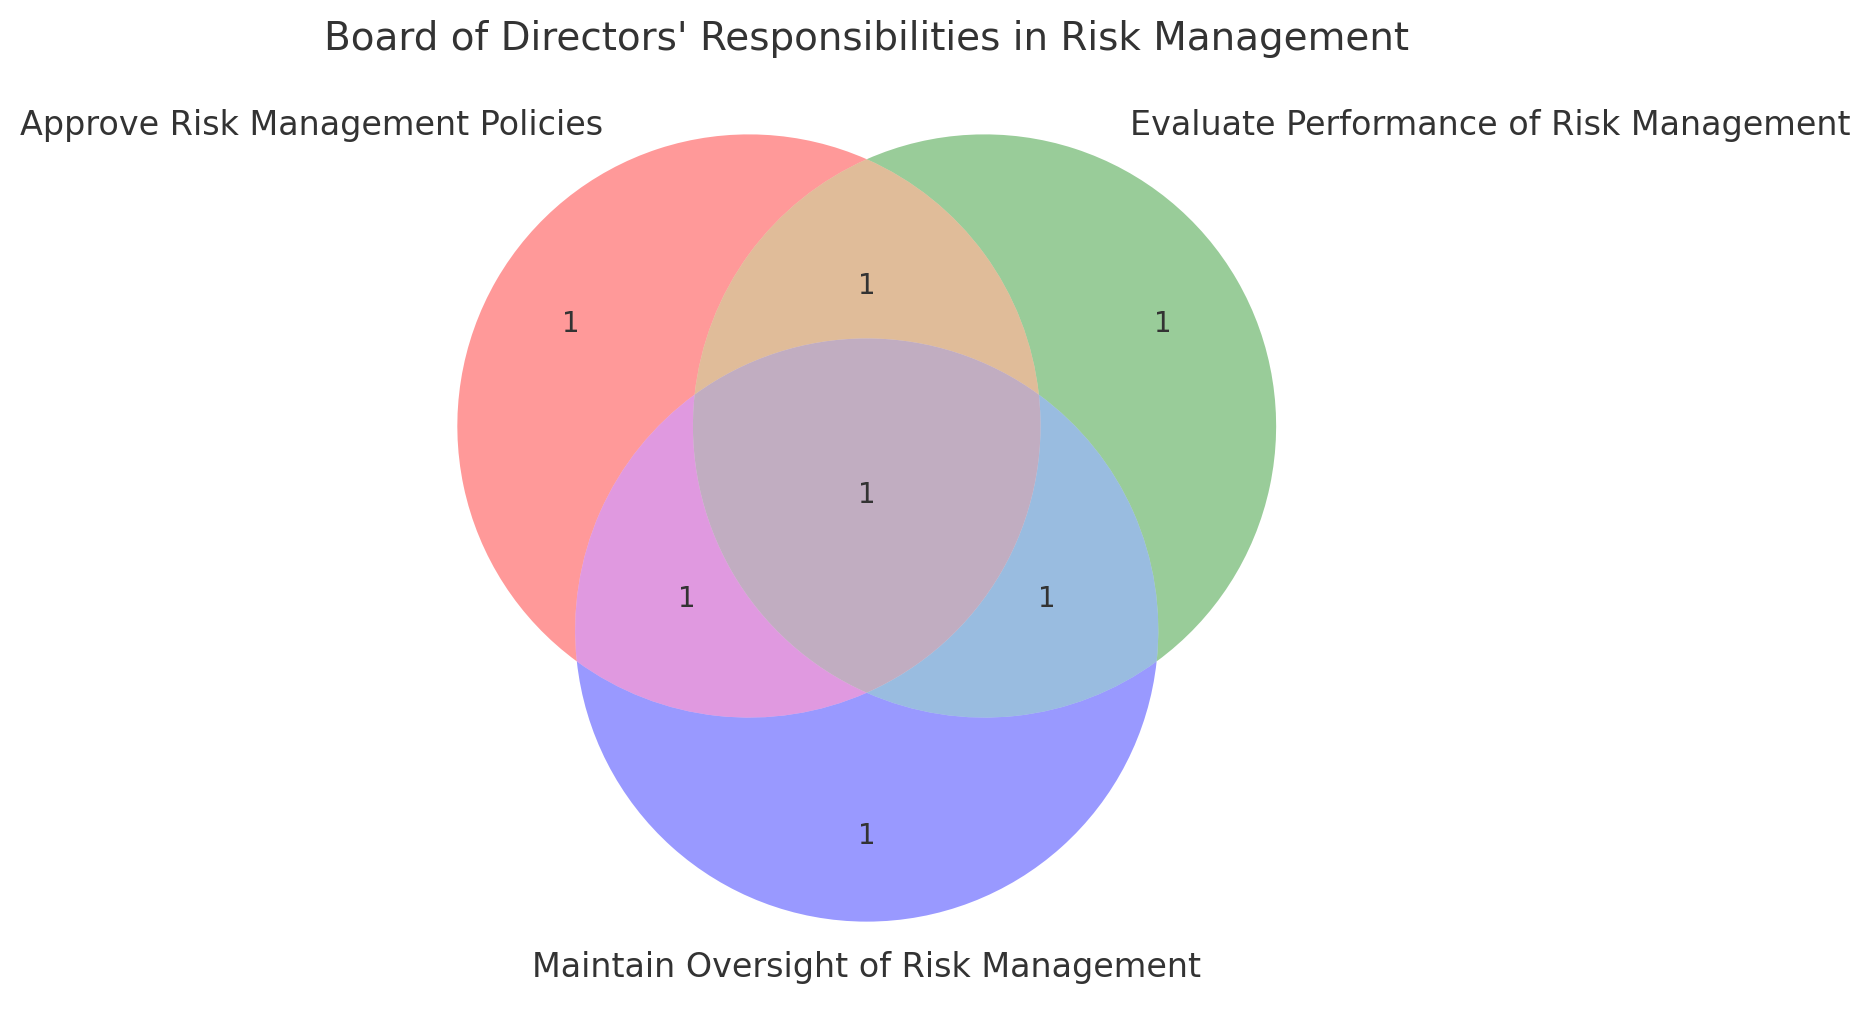 Board of Directors' Responsibilities in Risk Management
Approve Risk Management Policies
Evaluate Performance of Risk Management
1
1
1
1
1
1
1
Maintain Oversight of Risk Management